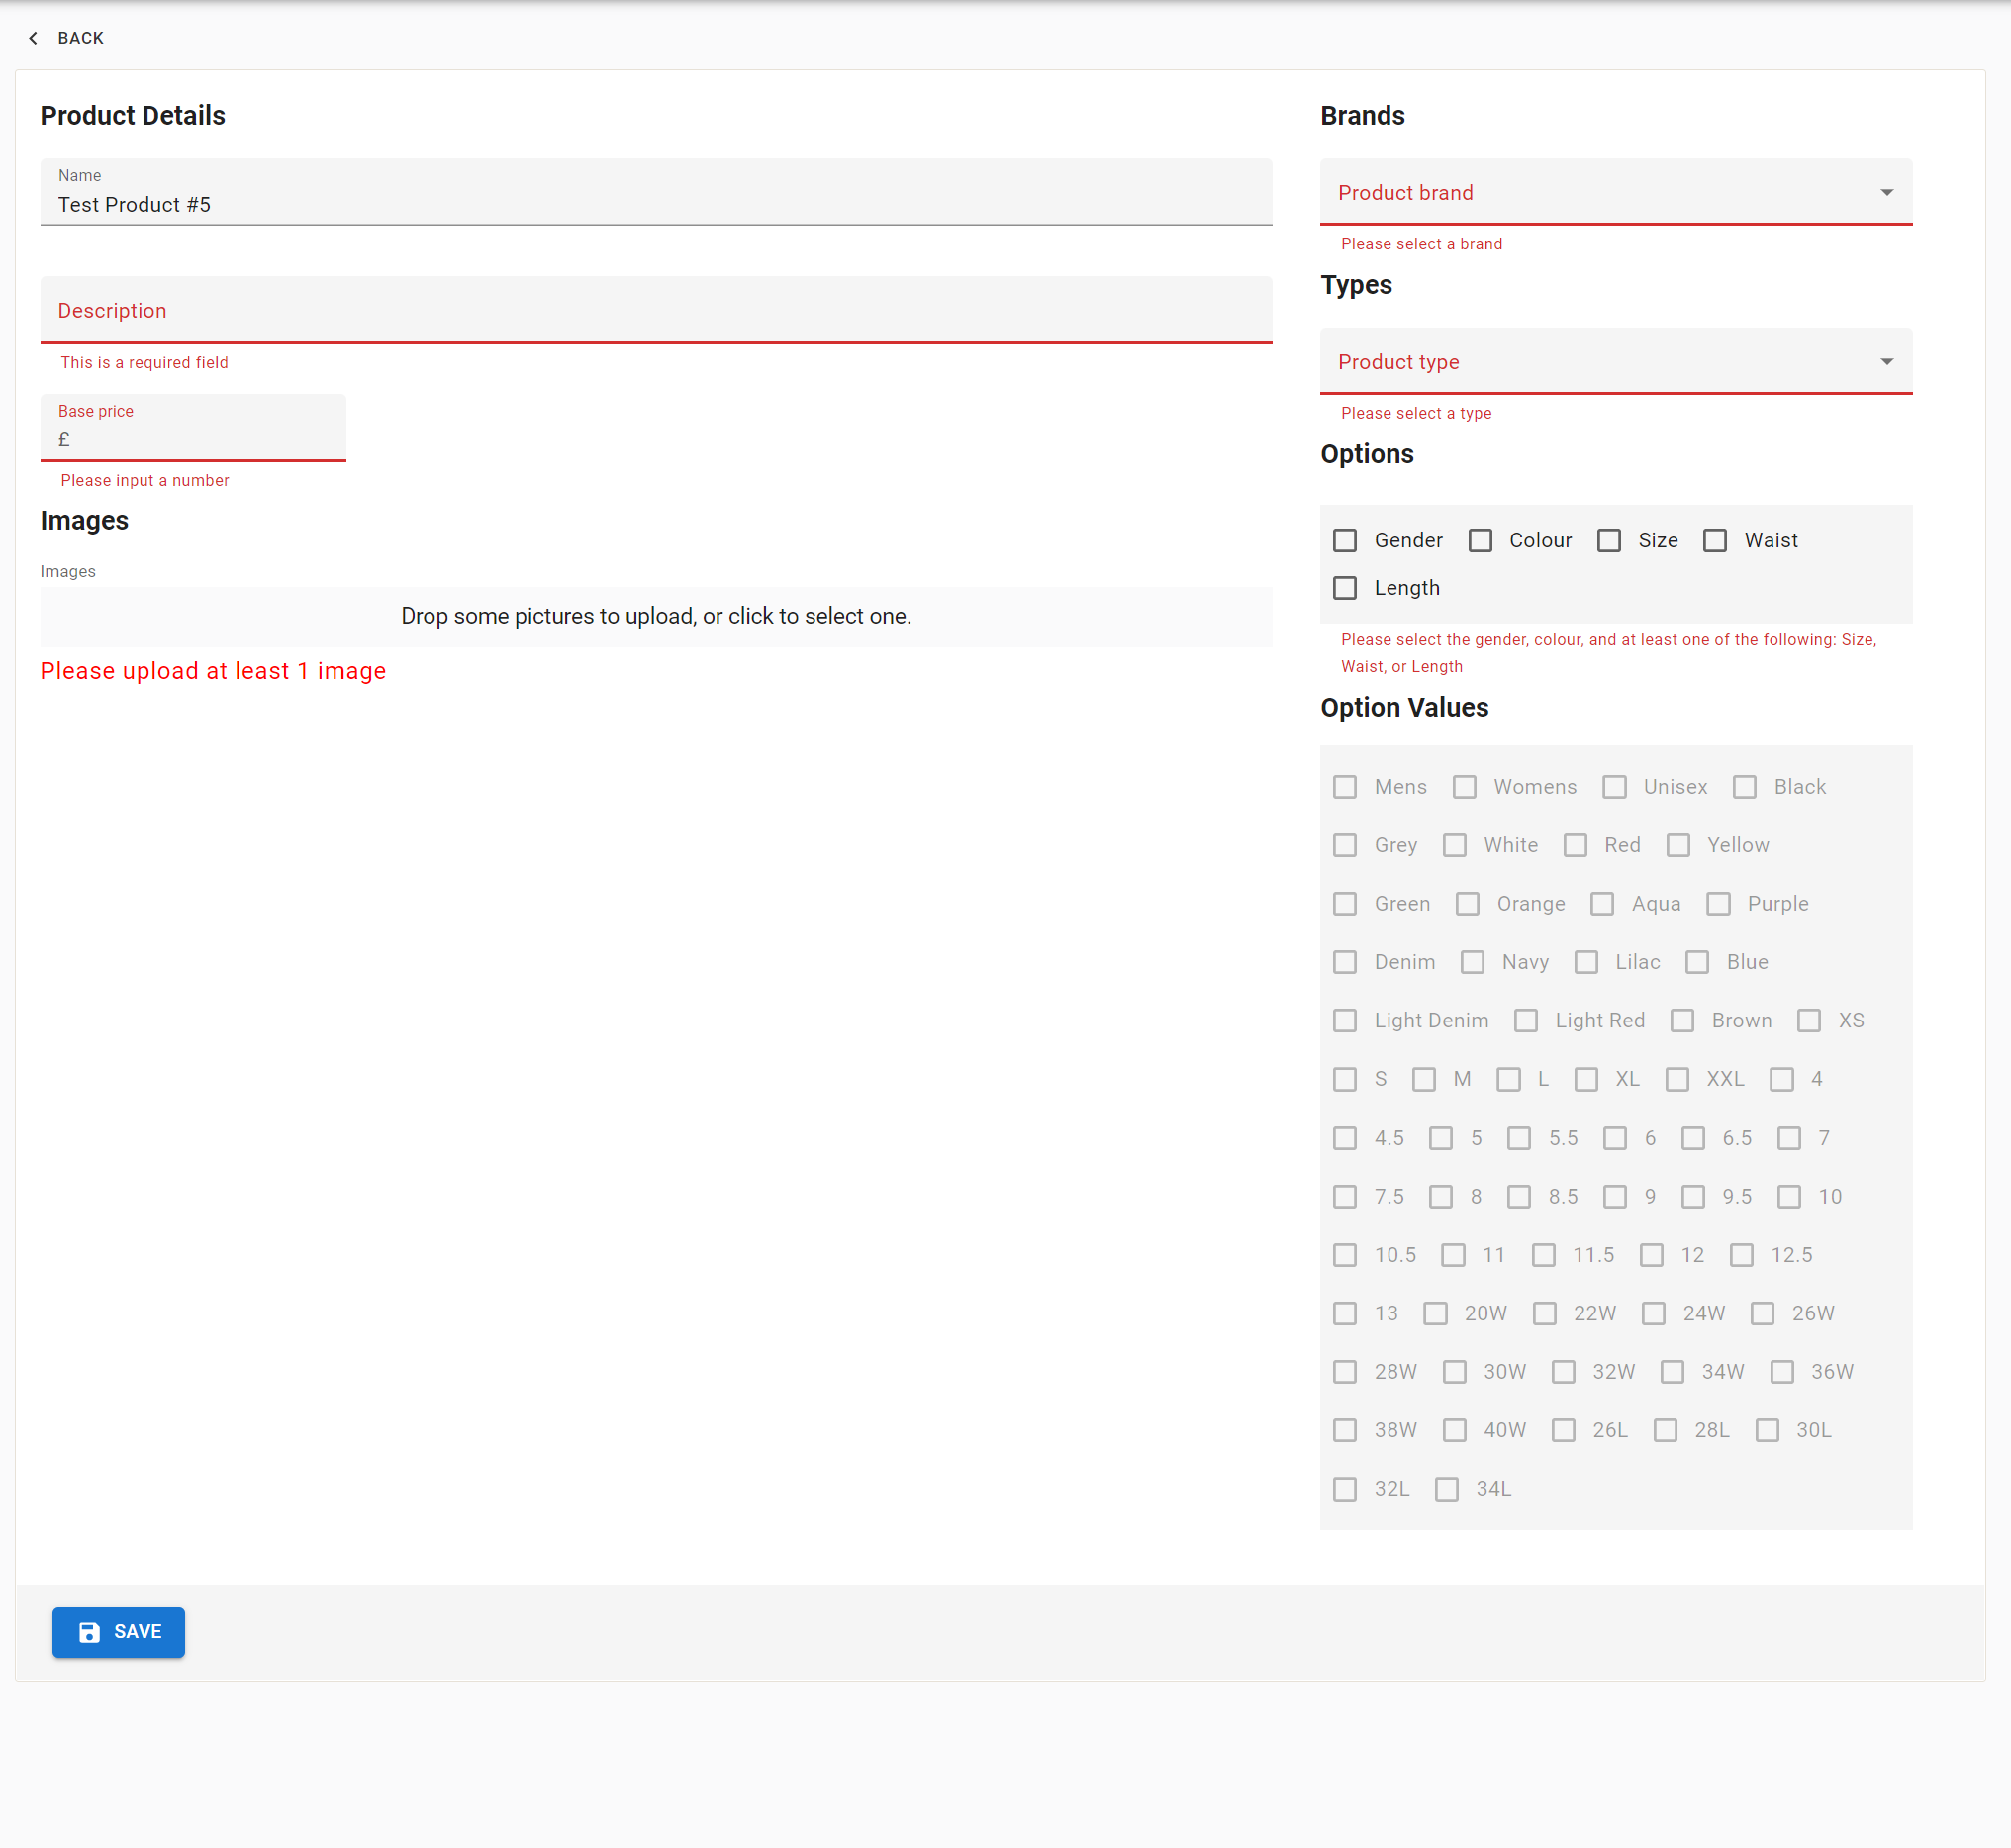 BACK
Product Details
Name
Test Product #5
Description
This is a required field
Base price
£
Please input a number
Images
Images
Drop some pictures to upload, or click to select one.
Please upload at least 1 image
Brands
Product brand
Please select a brand
Types
Product type
Please select a type
Options
Gender Colour Size Waist
Length
Please select the gender, colour, and at least one of the following: Size,
Waist, or Length
Option Values
Mens Womens Unisex Black
Grey White Red Yellow
Green Orange Aqua Purple
Denim Navy Lilac Blue
Light Denim Light Red Brown XS
S M L XL XXL 4
4.5 5 5.5 6 6.5 7
7.5 8 8.5 9 9.5 10
10.5 11 11.5 12 12.5
13 20W 22W 24W 26W
28W 30W 32W 34W 36W
38W 40W 26L 28L 30L
32L 34L
SAVE